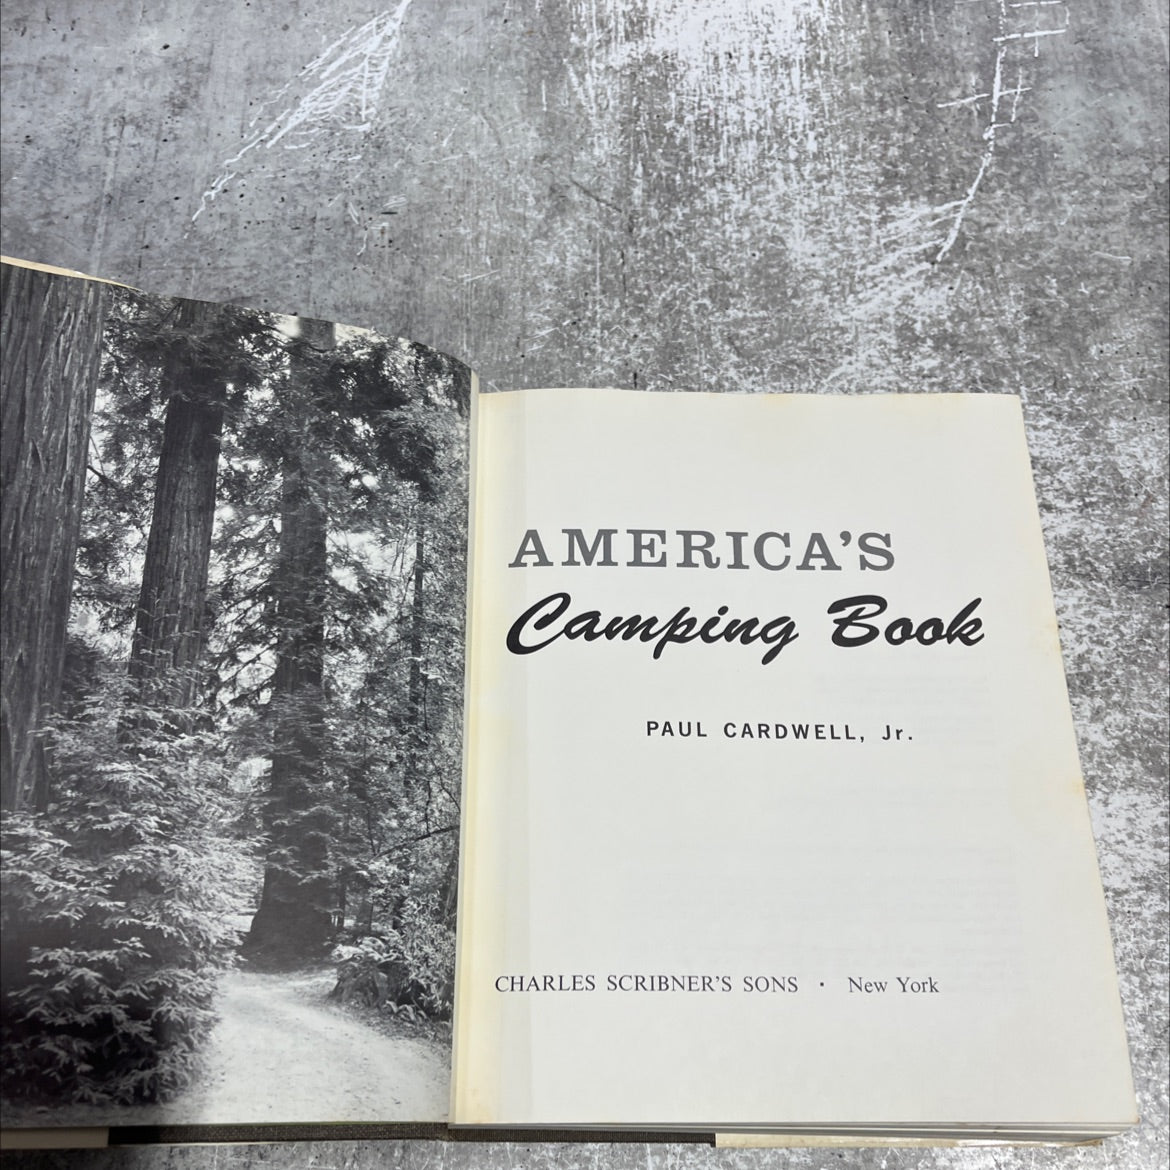 AMERICA'S
Camping Book
PAUL CARDWELL, Jr.
CHARLES SCRIBNER'S SONS · New York